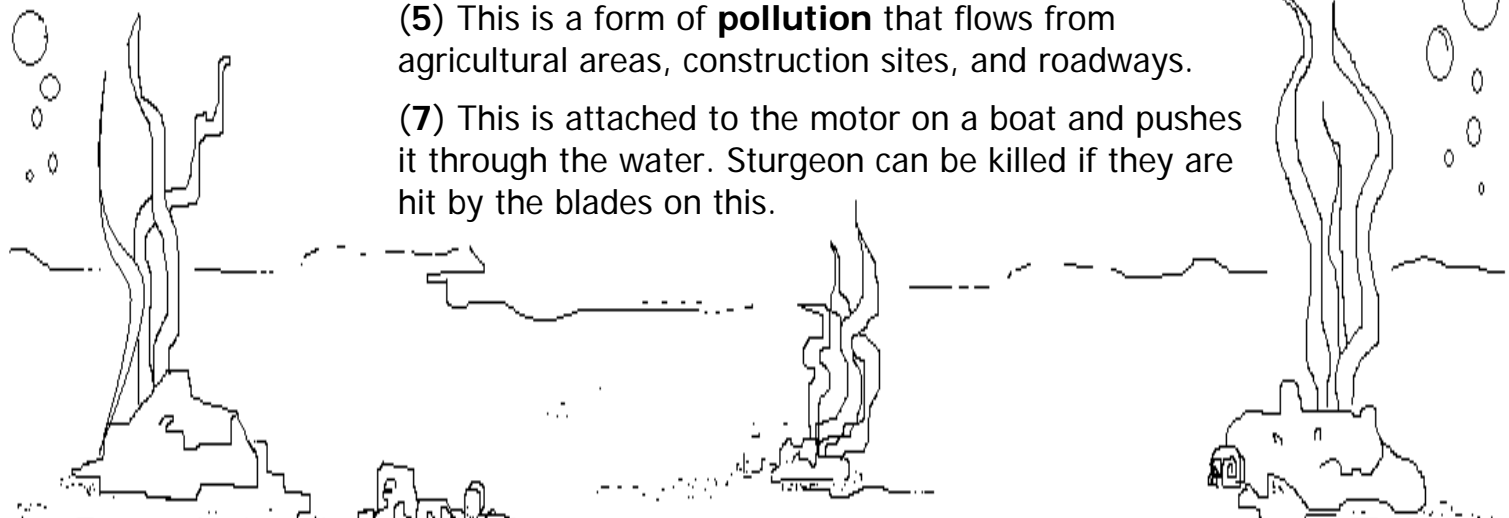 (5) This is a form of pollution that flows from
agricultural areas, construction sites, and roadways.
(7) This is attached to the motor on a boat and pushes
it through the water. Sturgeon can be killed if they are
hit by the blades on this.